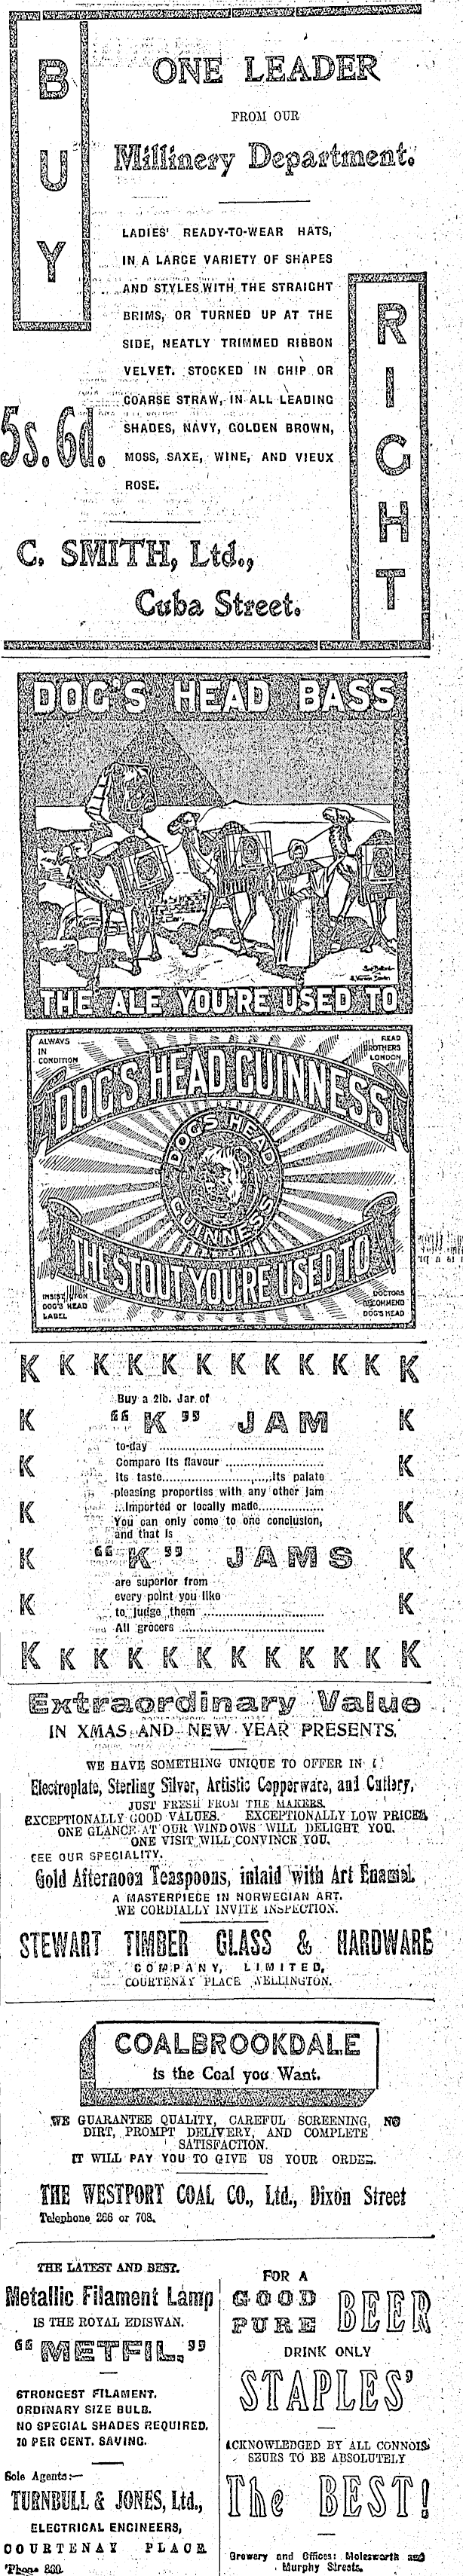 BUY
ONE LEADER
FROM OUR
Millinery Department.
LADIES' READY-TO-WEAR HATS,
IN A LARGE VARIETY OF SHAPES
AND STYLES WITH THE STRAIGHT
BRIMS, OR TURNED UP AT THE
SIDE, NEATLY TRIMMED RIBBON
VELVET. STOCKED IN CHIP OR
COARSE STRAW, IN ALL LEADING
SHADES, NAVY, GOLDEN BROWN,
MOSS, SAXE, WINE, AND VIEUX
ROSE.
5s. 6d.
RIGHT
C. SMITH, Ltd.,
Cuba Street.
DOG'S HEAD BASS
THE ALE YOU'RE USED TO
ALWAYS
IN
CONDITION
READ
BROTHERS
LONDON
DOG'S HEAD GUINNESS
DOG'S HEAD
GUINNESS
THE STOUT YOU'RE USED TO
INSIST UPON
DOG'S HEAD
LABEL
DOCTORS
RECOMMEND
DOG'S HEAD
K K K K K K K K K K K K
Buy a 2lb. Jar of
K "K" JAM K
to-day
K Compare its flavour K
its taste its palate
pleasing properties with any other jam
K Imported or locally made K
You can only come to one conclusion,
and that is
K "K" JAMS K
are superior from
K every point you like K
to judge them
All grocers
K K K K K K K K K K K K
Extraordinary Value
IN XMAS AND NEW YEAR PRESENTS.
WE HAVE SOMETHING UNIQUE TO OFFER IN
Electroplate, Sterling Silver, Artistic Copperware, and Cutlery,
JUST FRESH FROM THE MAKERS.
EXCEPTIONALLY GOOD VALUES. EXCEPTIONALLY LOW PRICES
ONE GLANCE AT OUR WINDOWS WILL DELIGHT YOU.
ONE VISIT WILL CONVINCE YOU.
SEE OUR SPECIALITY.
Gold Afternoon Teaspoons, inlaid with Art Enamel.
A MASTERPIECE IN NORWEGIAN ART.
WE CORDIALLY INVITE INSPECTION.
STEWART TIMBER GLASS & HARDWARE
COMPANY, LIMITED,
COURTENAY PLACE WELLINGTON.
COALBROOKDALE
is the Coal you Want.
WE GUARANTEE QUALITY, CAREFUL SCREENING, NO
DIRT, PROMPT DELIVERY, AND COMPLETE
SATISFACTION.
IT WILL PAY YOU TO GIVE US YOUR ORDER.
THE WESTPORT COAL CO., Ltd., Dixon Street
Telephone 266 or 708.
THE LATEST AND BEST.
Metallic Filament Lamp
IS THE ROYAL EDISWAN.
"METFIL,"
STRONGEST FILAMENT.
ORDINARY SIZE BULB.
NO SPECIAL SHADES REQUIRED.
70 PER CENT. SAVING.
Sole Agents:—
TURNBULL & JONES, Ltd.,
ELECTRICAL ENGINEERS,
COURTENAY PLACE
'Phone 830.
FOR A
GOOD
PURE BEER
DRINK ONLY
STAPLES'
ACKNOWLEDGED BY ALL CONNOIS-
SEURS TO BE ABSOLUTELY
The BEST!
Brewery and Offices: Molesworth and
Murphy Streets.